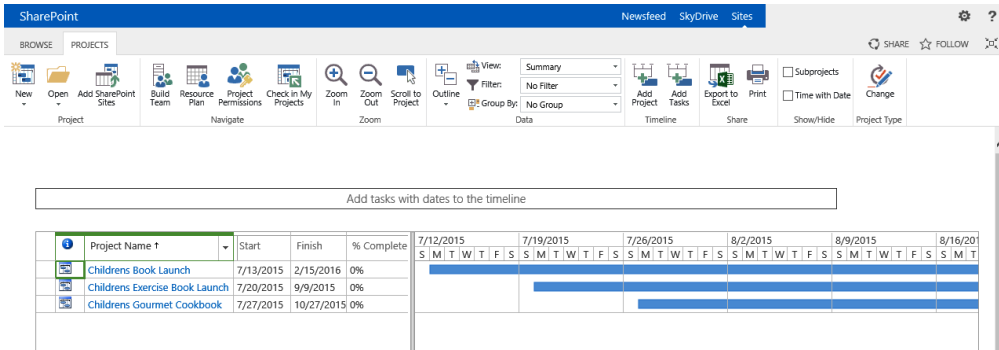 SharePoint Newsfeed SkyDrive Sites ?
BROWSE PROJECTS SHARE FOLLOW
New Open Add SharePoint Sites Build Team Resource Plan Project Permissions Check in My Projects Zoom In Zoom Out Scroll to Project Outline View: Summary Filter: No Filter Group By: No Group Add Project Add Tasks Export to Excel Print Subprojects Time with Date Change
Project Navigate Zoom Data Timeline Share Show/Hide Project Type
Add tasks with dates to the timeline
Project Name ↑ Start Finish % Complete 7/12/2015 7/19/2015 7/26/2015 8/2/2015 8/9/2015 8/16/201
S M T W T F S S M T W T F S S M T W T F S S M T W T F S S M T W T F S S M T
Childrens Book Launch 7/13/2015 2/15/2016 0%
Childrens Exercise Book Launch 7/20/2015 9/9/2015 0%
Childrens Gourmet Cookbook 7/27/2015 10/27/2015 0%